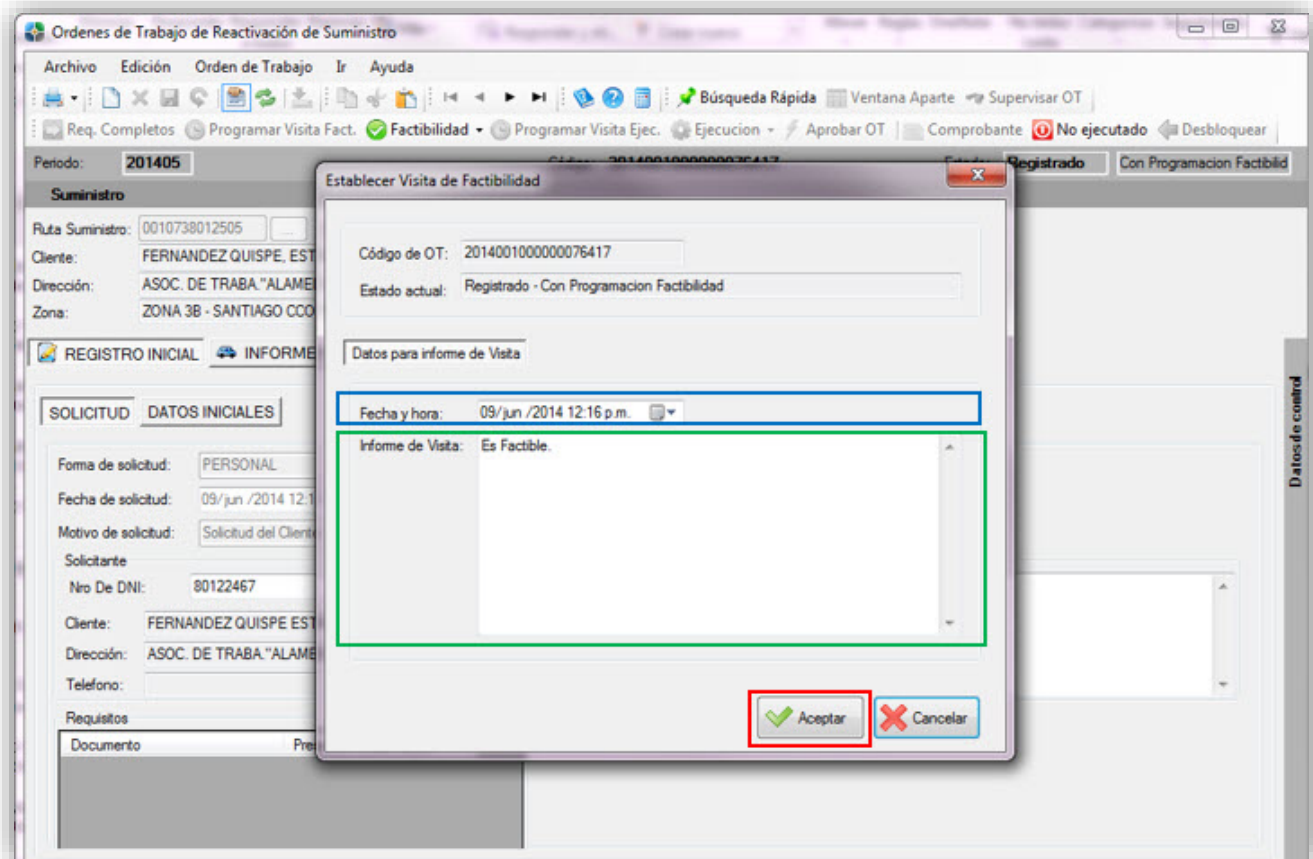 Ordenes de Trabajo de Reactivación de Suministro
Archivo Edición Orden de Trabajo Ir Ayuda
Búsqueda Rápida Ventana Aparte Supervisar OT
Req. Completos Programar Visita Fact. Factibilidad Programar Visita Ejec. Ejecucion Aprobar OT Comprobante No ejecutado Desbloquear
Periodo: 201405 Registrado Con Programacion Factibilid
Establecer Visita de Factibilidad
Suministro
Ruta Suministro: 0010738012505 ...
Cliente: FERNANDEZ QUISPE, EST
Dirección: ASOC. DE TRABA."ALAME
Zona: ZONA 3B - SANTIAGO CCO
Código de OT: 2014001000000076417
Estado actual: Registrado - Con Programacion Factibilidad
REGISTRO INICIAL INFORME
Datos para informe de Visita
Datos de control
SOLICITUD DATOS INICIALES
Fecha y hora: 09/jun /2014 12:16 p.m.
Informe de Visita: Es Factible.
Forma de solicitud: PERSONAL
Fecha de solicitud: 09/jun /2014 12:1
Motivo de solicitud: Solicitud del Cliente
Solicitante
Nro De DNI: 80122467
Cliente: FERNANDEZ QUISPE EST
Dirección: ASOC. DE TRABA."ALAME
Telefono:
Requisitos
Documento Pre
Aceptar Cancelar